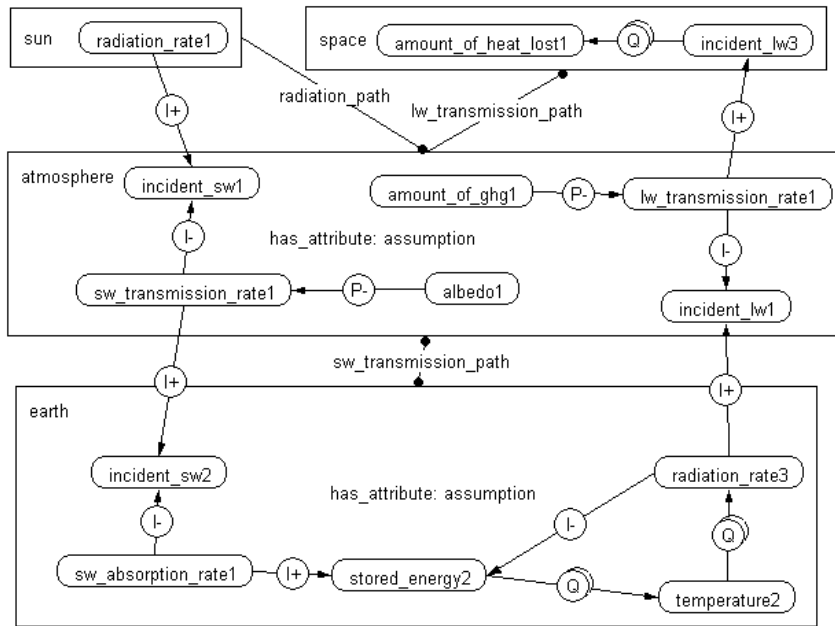 sun
radiation_rate1
space
amount_of_heat_lost1
Q
incident_lw3
radiation_path
lw_transmission_path
I+
I+
atmosphere
incident_sw1
amount_of_ghg1
P-
lw_transmission_rate1
I-
has_attribute: assumption
I-
sw_transmission_rate1
P-
albedo1
incident_lw1
sw_transmission_path
I+
I+
earth
incident_sw2
radiation_rate3
has_attribute: assumption
I-
I-
Q
sw_absorption_rate1
I+
stored_energy2
Q
temperature2